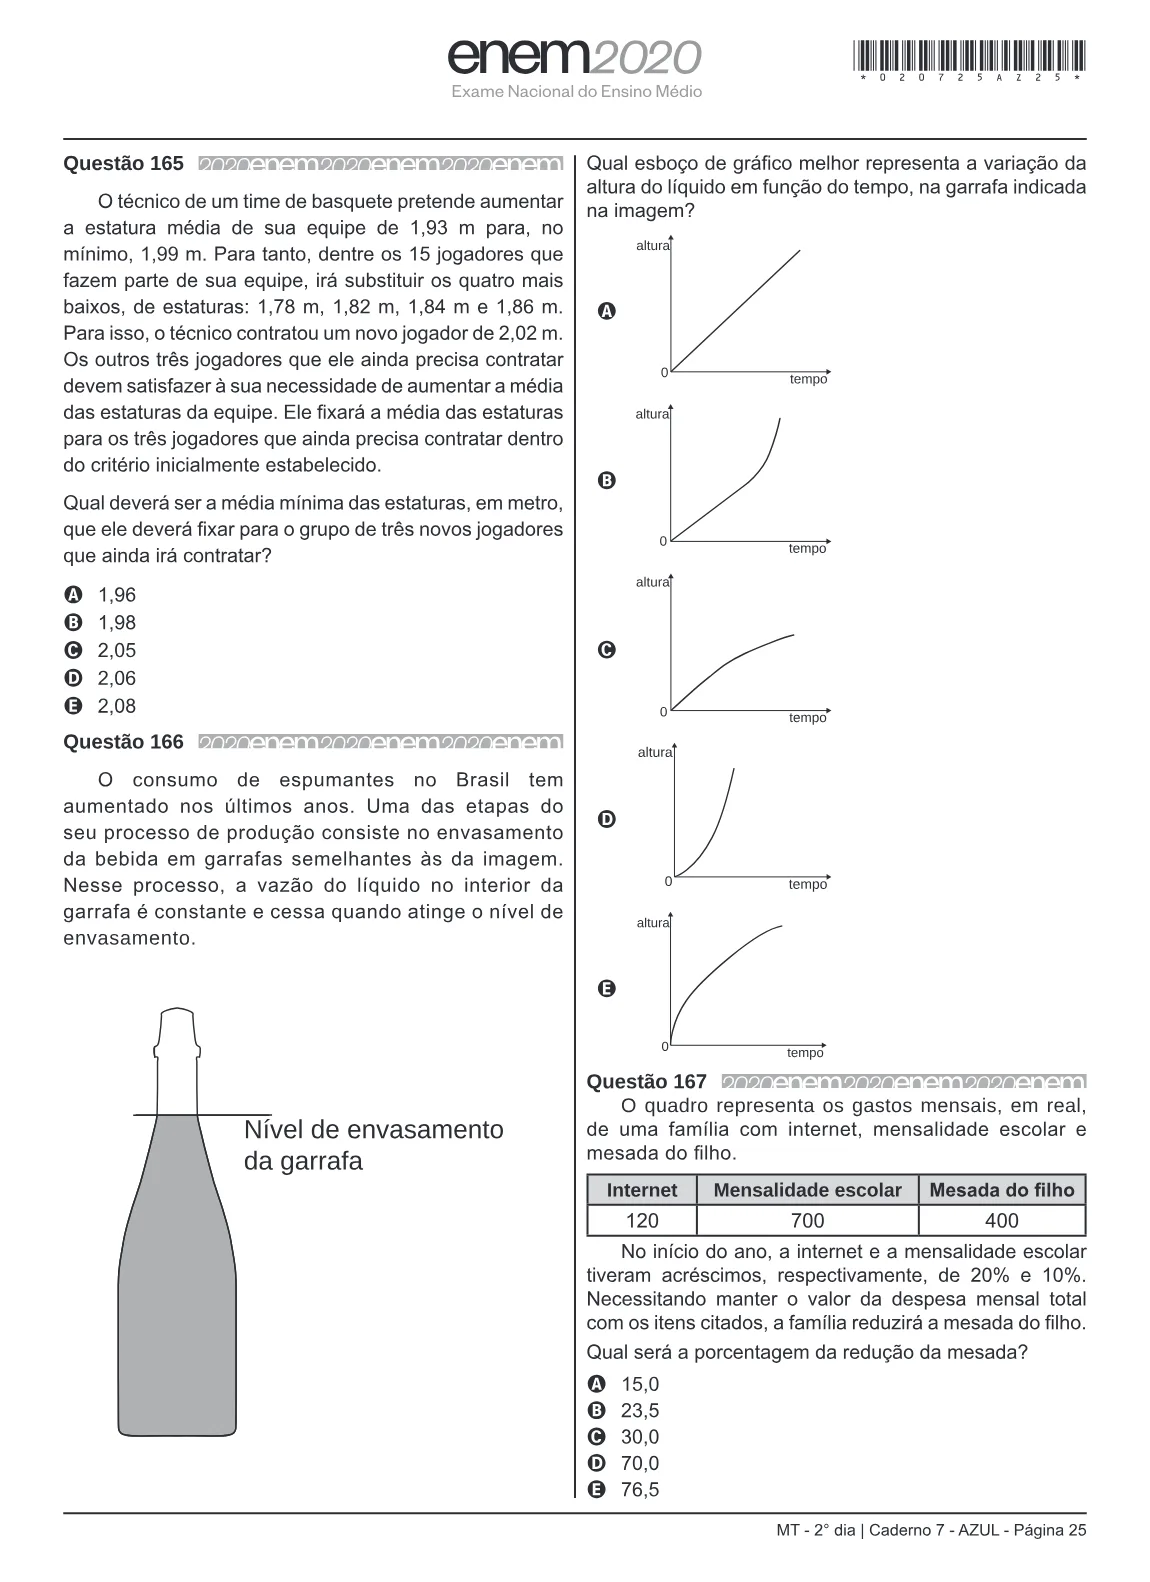 enem2020
Exame Nacional do Ensino Médio
*020725AZ25*
Questão 165
O técnico de um time de basquete pretende aumentar
a estatura média de sua equipe de 1,93 m para, no
mínimo, 1,99 m. Para tanto, dentre os 15 jogadores que
fazem parte de sua equipe, irá substituir os quatro mais
baixos, de estaturas: 1,78 m, 1,82 m, 1,84 m e 1,86 m.
Para isso, o técnico contratou um novo jogador de 2,02 m.
Os outros três jogadores que ele ainda precisa contratar
devem satisfazer à sua necessidade de aumentar a média
das estaturas da equipe. Ele fixará a média das estaturas
para os três jogadores que ainda precisa contratar dentro
do critério inicialmente estabelecido.
Qual deverá ser a média mínima das estaturas, em metro,
que ele deverá fixar para o grupo de três novos jogadores
que ainda irá contratar?
A 1,96
B 1,98
C 2,05
D 2,06
E 2,08
Questão 166
O consumo de espumantes no Brasil tem
aumentado nos últimos anos. Uma das etapas do
seu processo de produção consiste no envasamento
da bebida em garrafas semelhantes às da imagem.
Nesse processo, a vazão do líquido no interior da
garrafa é constante e cessa quando atinge o nível de
envasamento.
Nível de envasamento
da garrafa
Qual esboço de gráfico melhor representa a variação da
altura do líquido em função do tempo, na garrafa indicada
na imagem?
altura
A
0
tempo
altura
B
0
tempo
altura
C
0
tempo
altura
D
0
tempo
altura
E
0
tempo
Questão 167
O quadro representa os gastos mensais, em real,
de uma família com internet, mensalidade escolar e
mesada do filho.
Internet Mensalidade escolar Mesada do filho
120 700 400
No início do ano, a internet e a mensalidade escolar
tiveram acréscimos, respectivamente, de 20% e 10%.
Necessitando manter o valor da despesa mensal total
com os itens citados, a família reduzirá a mesada do filho.
Qual será a porcentagem da redução da mesada?
A 15,0
B 23,5
C 30,0
D 70,0
E 76,5
MT - 2° dia | Caderno 7 - AZUL - Página 25